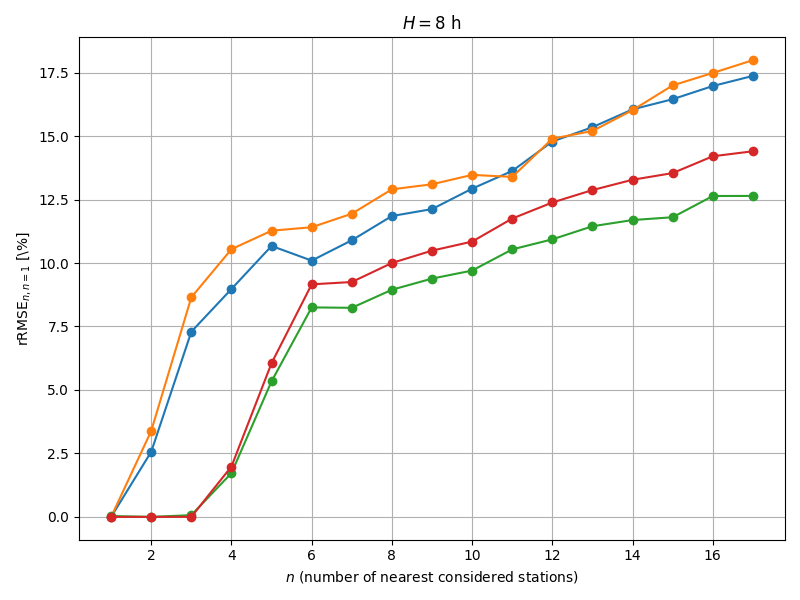 H = 8 h
17.5
15.0
12.5
10.0
7.5
5.0
2.5
0.0
rRMSE_{n,n=1} [\%]
2 4 6 8 10 12 14 16
n (number of nearest considered stations)